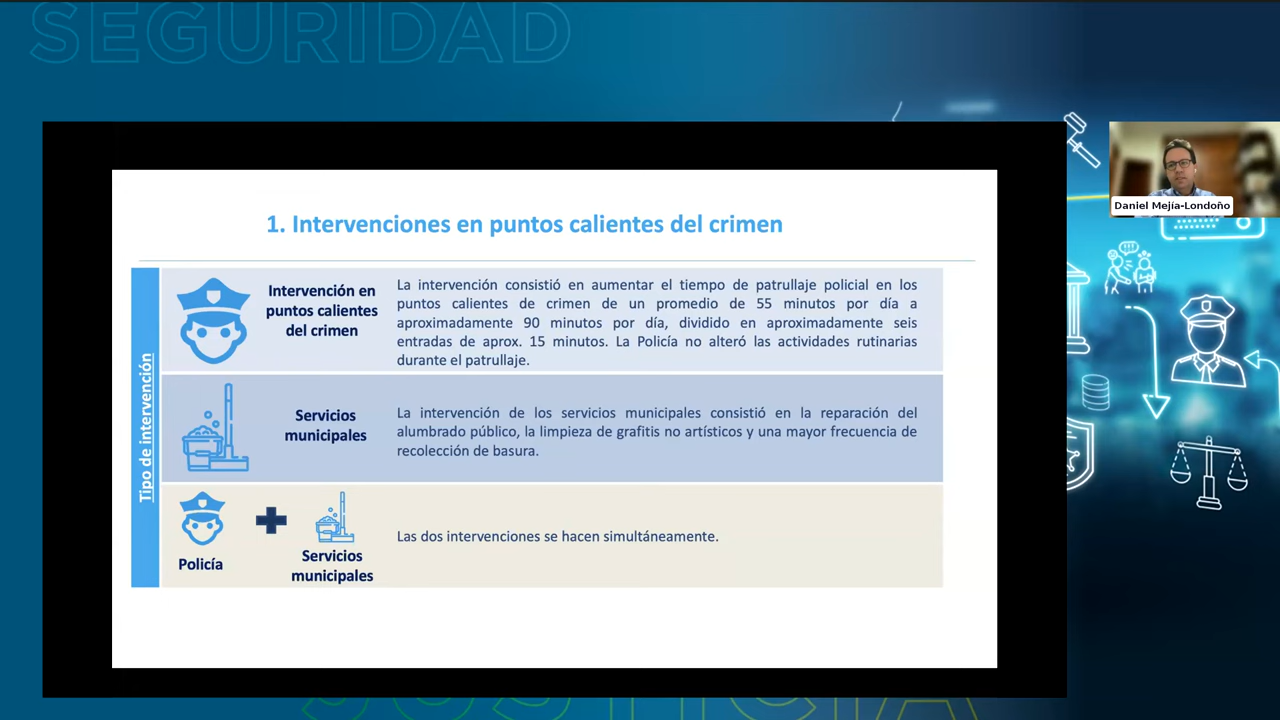 SEGURIDAD
Daniel Mejía-Londoño
1. Intervenciones en puntos calientes del crimen
Tipo de intervención
Intervención en
puntos calientes
del crimen
La intervención consistió en aumentar el tiempo de patrullaje policial en los
puntos calientes de crimen de un promedio de 55 minutos por día a
aproximadamente 90 minutos por día, dividido en aproximadamente seis
entradas de aprox. 15 minutos. La Policía no alteró las actividades rutinarias
durante el patrullaje.
Servicios
municipales
La intervención de los servicios municipales consistió en la reparación del
alumbrado público, la limpieza de grafitis no artísticos y una mayor frecuencia de
recolección de basura.
Policía
Servicios
municipales
Las dos intervenciones se hacen simultáneamente.
JUSTICIA